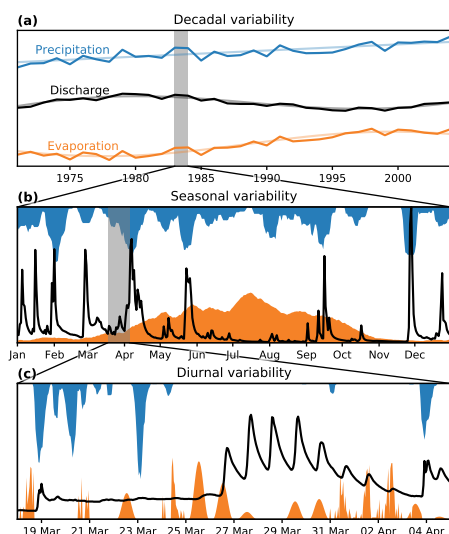 (a) Decadal variability
Precipitation
Discharge
Evaporation
1975 1980 1985 1990 1995 2000
(b) Seasonal variability
Jan Feb Mar Apr May Jun Jul Aug Sep Oct Nov Dec
(c) Diurnal variability
19 Mar 21 Mar 23 Mar 25 Mar 27 Mar 29 Mar 31 Mar 02 Apr 04 Apr